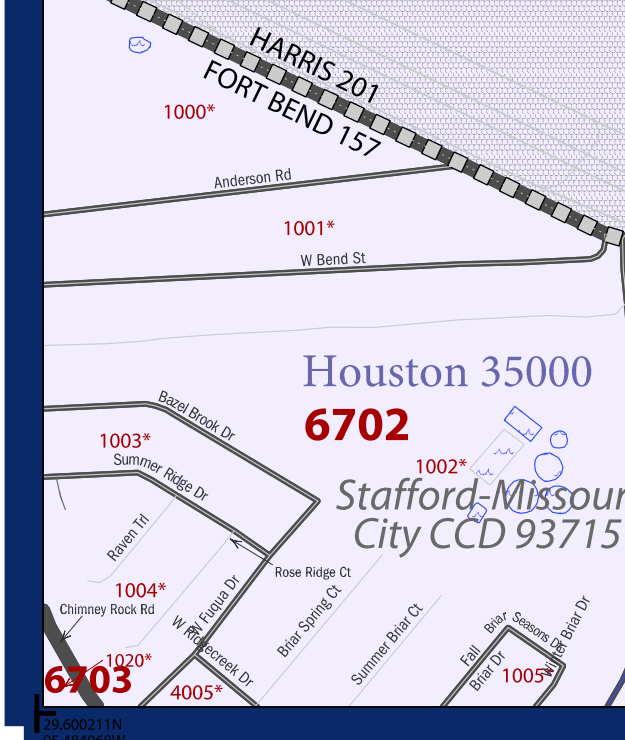 HARRIS 201
FORT BEND 157
1000*
Anderson Rd
1001*
W Bend St
Houston 35000
Bazel Brook Dr
6702
1003*
1002*
Summer Ridge Dr
Stafford-Missour
City CCD 93715
Raven Trl
Rose Ridge Ct
1004*
W Fuqua Dr
Chimney Rock Rd
Briar Spring Ct
Summer Briar Ct
W Ridgecreek Dr
Fall
Briar
Briar Dr
Seasons Dr
Winter Briar Dr
1020*
6703
4005*
1005*
29.600211N
95.484068W